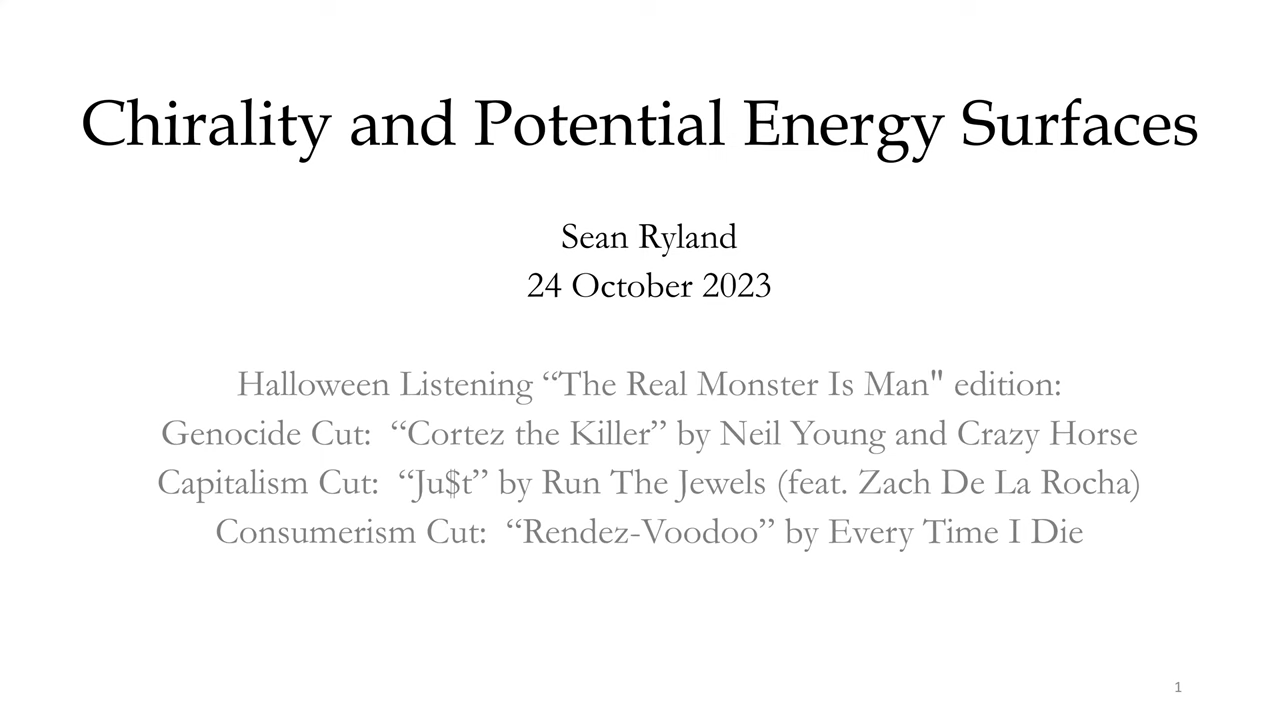 Chirality and Potential Energy Surfaces
Sean Ryland
24 October 2023
Halloween Listening “The Real Monster Is Man" edition:
Genocide Cut:  “Cortez the Killer” by Neil Young and Crazy Horse
Capitalism Cut:  “Ju$t” by Run The Jewels (feat. Zach De La Rocha)
Consumerism Cut:  “Rendez-Voodoo” by Every Time I Die
1